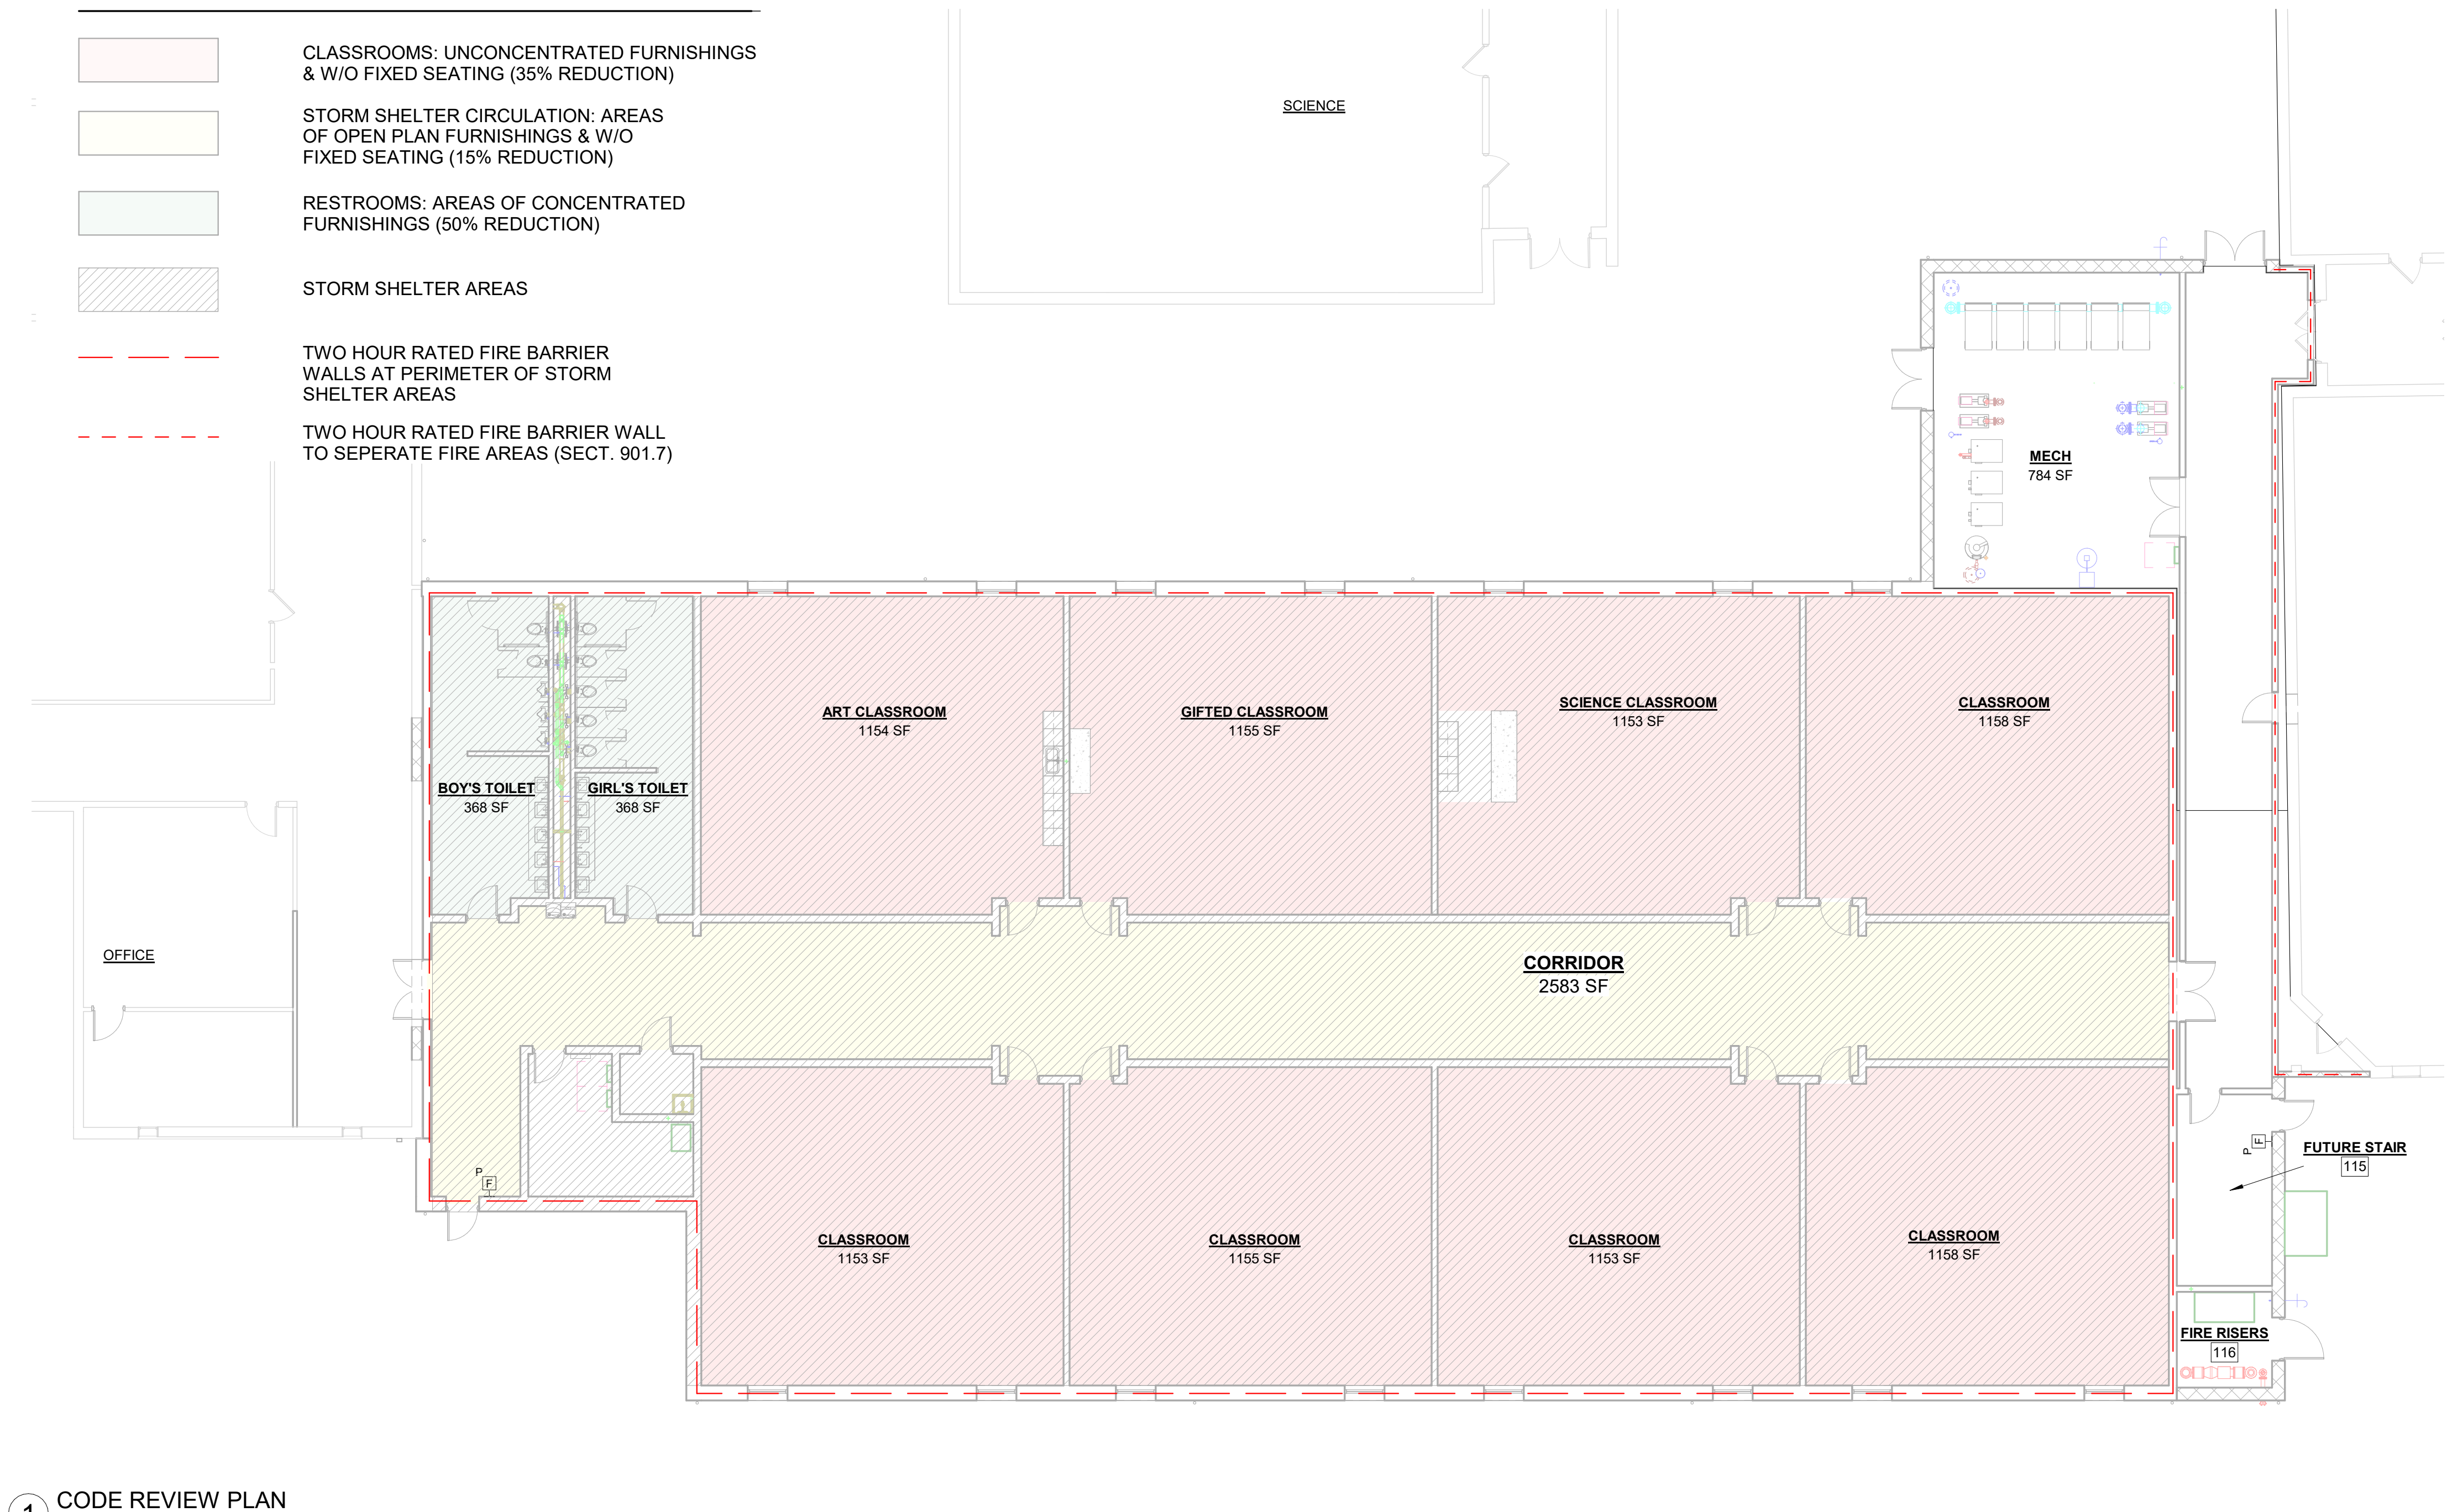 CLASSROOMS: UNCONCENTRATED FURNISHINGS
& W/O FIXED SEATING (35% REDUCTION)
STORM SHELTER CIRCULATION: AREAS
OF OPEN PLAN FURNISHINGS & W/O
FIXED SEATING (15% REDUCTION)
RESTROOMS: AREAS OF CONCENTRATED
FURNISHINGS (50% REDUCTION)
STORM SHELTER AREAS
TWO HOUR RATED FIRE BARRIER
WALLS AT PERIMETER OF STORM
SHELTER AREAS
TWO HOUR RATED FIRE BARRIER WALL
TO SEPERATE FIRE AREAS (SECT. 901.7)
SCIENCE
MECH
784 SF
ART CLASSROOM
1154 SF
GIFTED CLASSROOM
1155 SF
SCIENCE CLASSROOM
1153 SF
CLASSROOM
1158 SF
BOY'S TOILET
368 SF
GIRL'S TOILET
368 SF
OFFICE
CORRIDOR
2583 SF
P
F
P
F
FUTURE STAIR
115
CLASSROOM
1153 SF
CLASSROOM
1155 SF
CLASSROOM
1153 SF
CLASSROOM
1158 SF
FIRE RISERS
116
1
CODE REVIEW PLAN